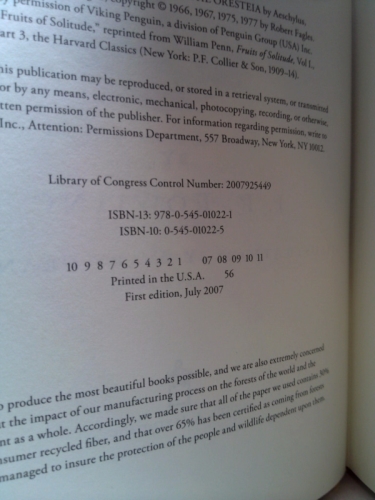 THE ORESTEIA by Aeschylus,
copyright © 1966, 1967, 1975, 1977 by Robert Fagles.
permission of Viking Penguin, a division of Penguin Group (USA) Inc.
Fruits of Solitude," reprinted from William Penn, Fruits of Solitude. Vol I.,
art 3, the Harvard Classics (New York: P.F. Collier & Son, 1909–14).
his publication may be reproduced, or stored in a retrieval system, or transmitted
or by any means, electronic, mechanical, photocopying, recording, or otherwise,
tten permission of the publisher. For information regarding permission, write to
Inc., Attention: Permissions Department, 557 Broadway, New York, NY 10012.
Library of Congress Control Number: 2007925449
ISBN-13: 978-0-545-01022-1
ISBN-10: 0-545-01022-5
10 9 8 7 6 5 4 3 2 1 07 08 09 10 11
Printed in the U.S.A. 56
First edition, July 2007
o produce the most beautiful books possible, and we are also extremely concerned
t the impact of our manufacturing process on the forests of the world and the
nt as a whole. Accordingly, we made sure that all of the paper we used contains 30%
nsumer recycled fiber, and that over 65% has been certified as coming from forests
managed to insure the protection of the people and wildlife dependent upon them.